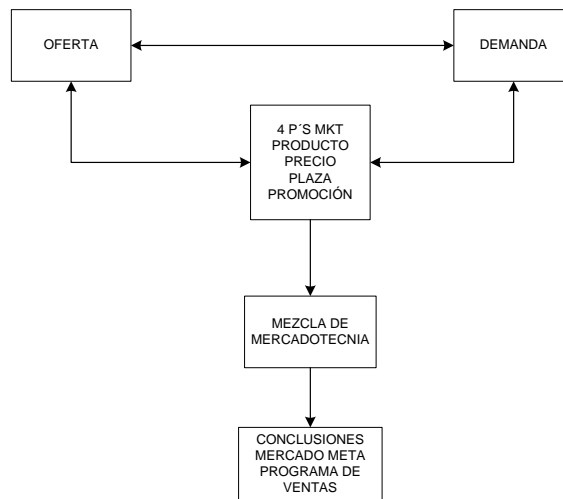 OFERTA
DEMANDA
4 P´S MKT
PRODUCTO
PRECIO
PLAZA
PROMOCIÓN
MEZCLA DE
MERCADOTECNIA
CONCLUSIONES
MERCADO META
PROGRAMA DE
VENTAS